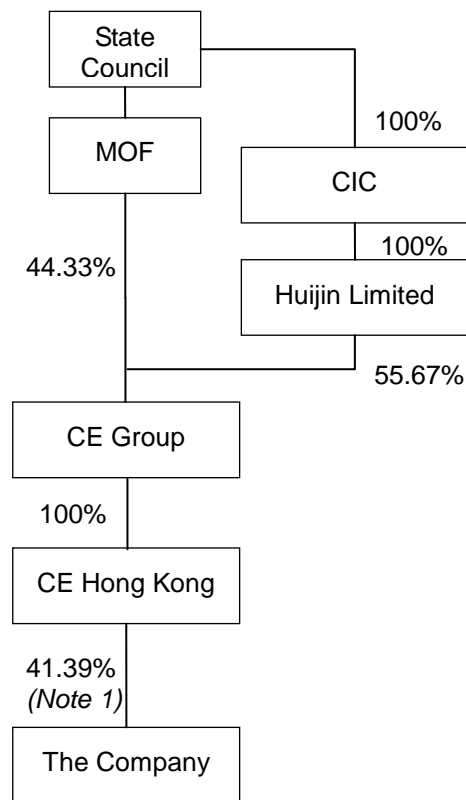 State
Council
100%
MOF
CIC
100%
44.33%
Huijin Limited
55.67%
CE Group
100%
CE Hong Kong
41.39%
(Note 1)
The Company